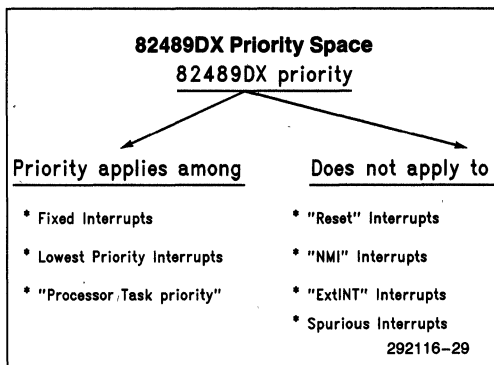 82489DX Priority Space
82489DX priority
Priority applies among
* Fixed Interrupts
* Lowest Priority Interrupts
* "Processor/Task priority"
Does not apply to
* "Reset" Interrupts
* "NMI" Interrupts
* "ExtINT" Interrupts
* Spurious Interrupts
292116-29